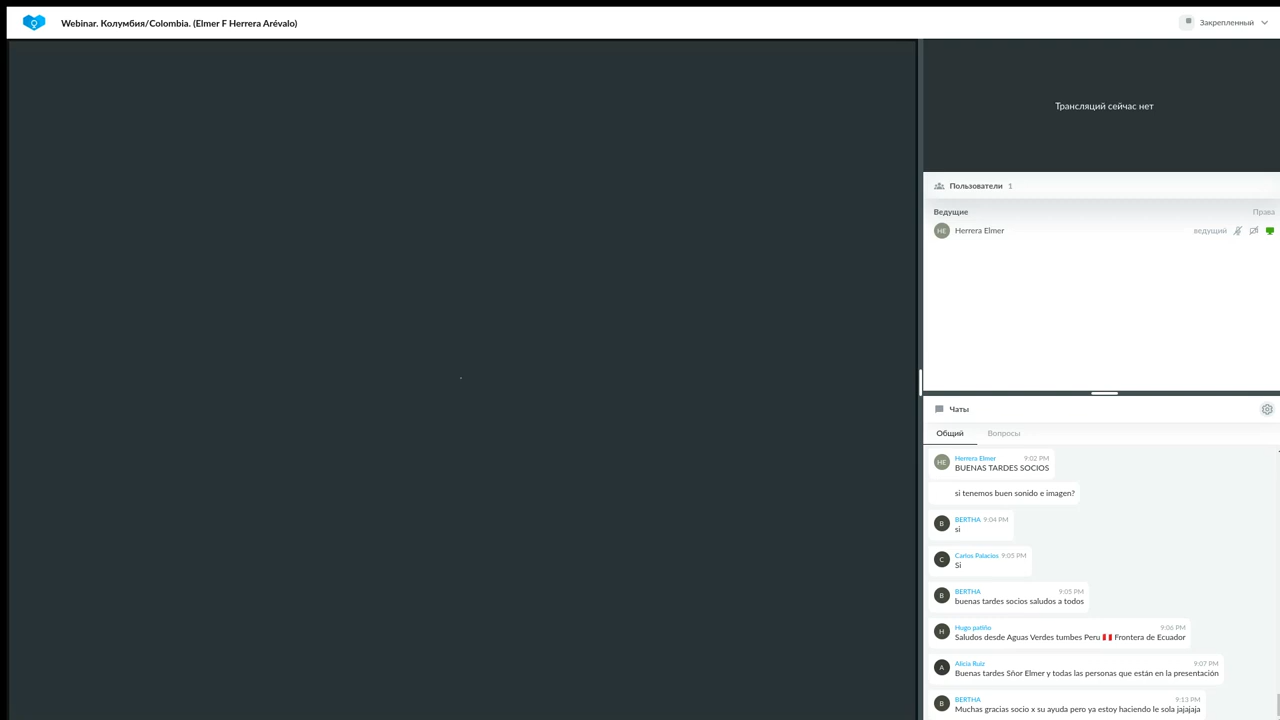 Webinar. Колумбия/Colombia. (Elmer F Herrera Arévalo)
Закрепленный
Трансляций сейчас нет
Пользователи 1
Ведущие Права
HE Herrera Elmer ведущий
Чаты
Общий Вопросы
HE Herrera Elmer 9:02 PM
BUENAS TARDES SOCIOS
si tenemos buen sonido e imagen?
B BERTHA 9:04 PM
si
C Carlos Palacios 9:05 PM
Sí
B BERTHA 9:05 PM
buenas tardes socios saludos a todos
H Hugo patiño 9:06 PM
Saludos desde Aguas Verdes tumbes Peru 🇵🇪 Frontera de Ecuador
A Alicia Ruiz 9:07 PM
Buenas tardes Sñor Elmer y todas las personas que están en la presentación
B BERTHA 9:13 PM
Muchas gracias socio x su ayuda pero ya estoy haciendo le sola jajajaja